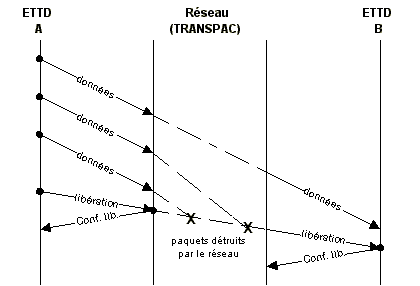 ETTD
A
Réseau
(TRANSPAC)
ETTD
B
données
données
données
données
libération
Conf. lib.
X
X
libération
Conf. lib.
paquets détruits
par le réseau